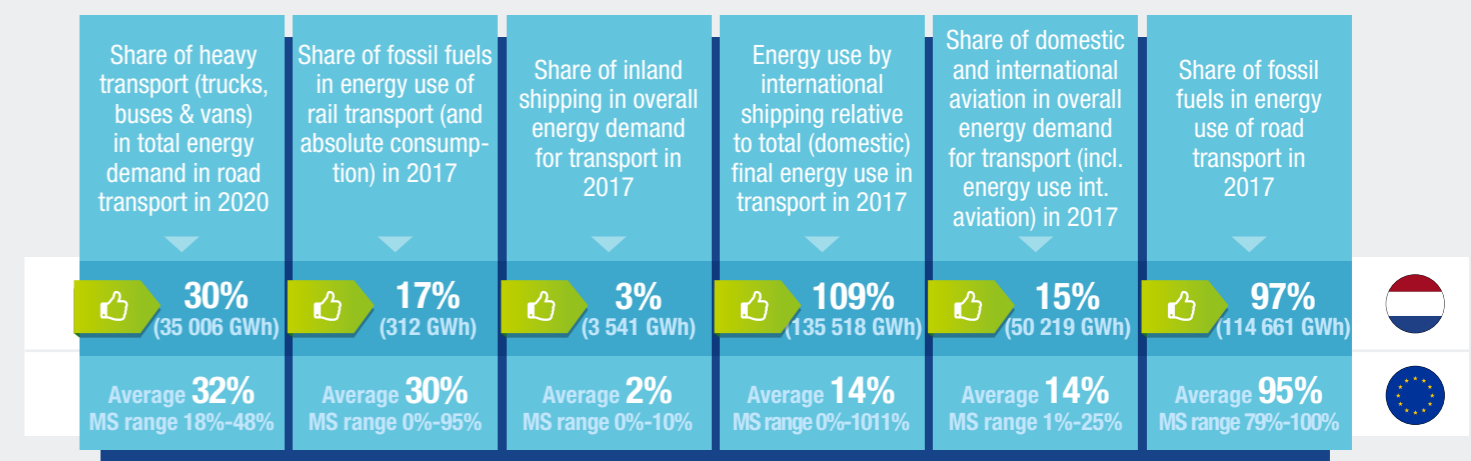 Share of heavy
transport (trucks,
buses & vans)
in total energy
demand in road
transport in 2020
30%
(35 006 GWh)
Average 32%
MS range 18%-48%
Share of fossil fuels
in energy use of
rail transport (and
absolute consump-
tion) in 2017
17%
(312 GWh)
Average 30%
MS range 0%-95%
Share of inland
shipping in overall
energy demand
for transport in
2017
3%
(3 541 GWh)
Average 2%
MS range 0%-10%
Energy use by
international
shipping relative
to total (domestic)
final energy use in
transport in 2017
109%
(135 518 GWh)
Average 14%
MS range 0%-1011%
Share of domestic
and international
aviation in overall
energy demand
for transport (incl.
energy use int.
aviation) in 2017
15%
(50 219 GWh)
Average 14%
MS range 1%-25%
Share of fossil
fuels in energy
use of road
transport in
2017
97%
(114 661 GWh)
Average 95%
MS range 79%-100%